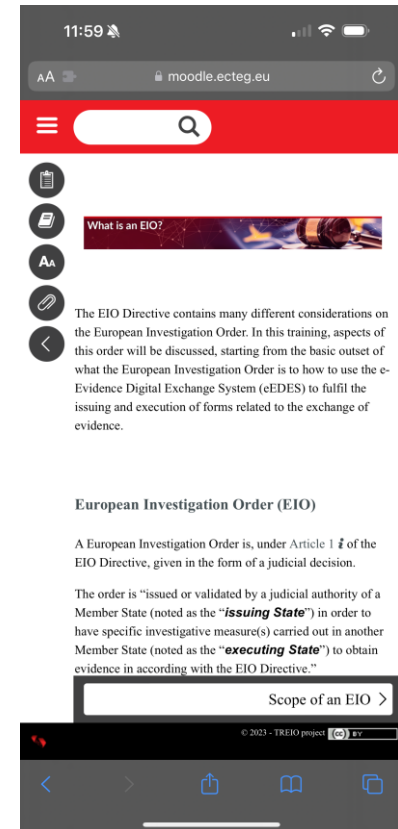 11:59
AA
moodle.ecteg.eu
What is an EIO?
AA
The EIO Directive contains many different considerations on
the European Investigation Order. In this training, aspects of
this order will be discussed, starting from the basic outset of
what the European Investigation Order is to how to use the e-
Evidence Digital Exchange System (eEDES) to fulfil the
issuing and execution of forms related to the exchange of
evidence.
European Investigation Order (EIO)
A European Investigation Order is, under Article 1 i of the
EIO Directive, given in the form of a judicial decision.
The order is “issued or validated by a judicial authority of a
Member State (noted as the “issuing State”) in order to
have specific investigative measure(s) carried out in another
Member State (noted as the “executing State”) to obtain
evidence in according with the EIO Directive.”
Scope of an EIO >
© 2023 - TREIO project (cc) BY